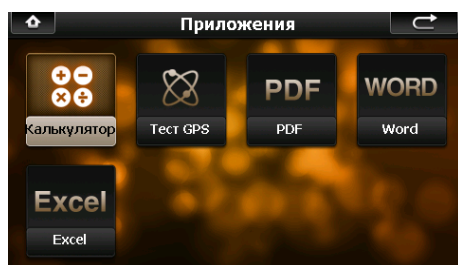 Приложения
Калькулятор
Тест GPS
PDF
PDF
WORD
Word
Excel
Excel